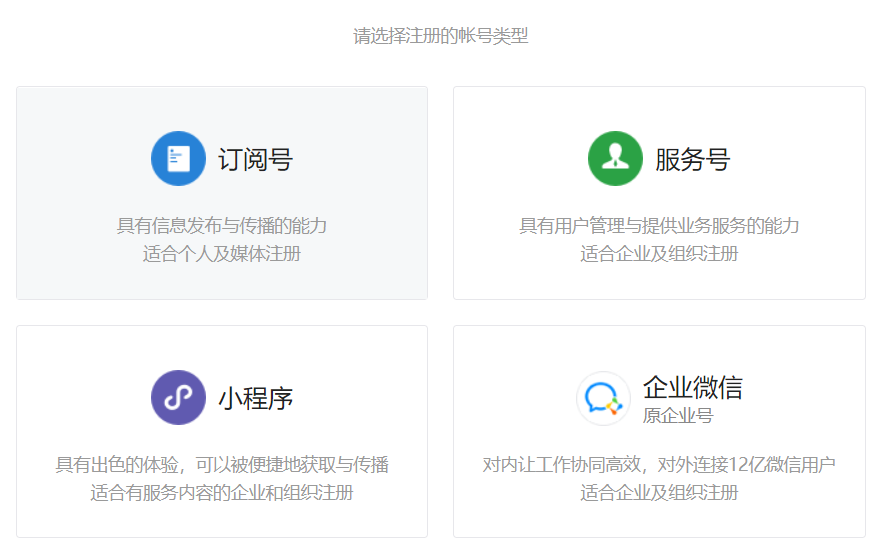 请选择注册的帐号类型
订阅号
具有信息发布与传播的能力
适合个人及媒体注册
服务号
具有用户管理与提供业务服务的能力
适合企业及组织注册
小程序
具有出色的体验，可以被便捷地获取与传播
适合有服务内容的企业和组织注册
企业微信
原企业号
对内让工作协同高效，对外连接12亿微信用户
适合企业及组织注册